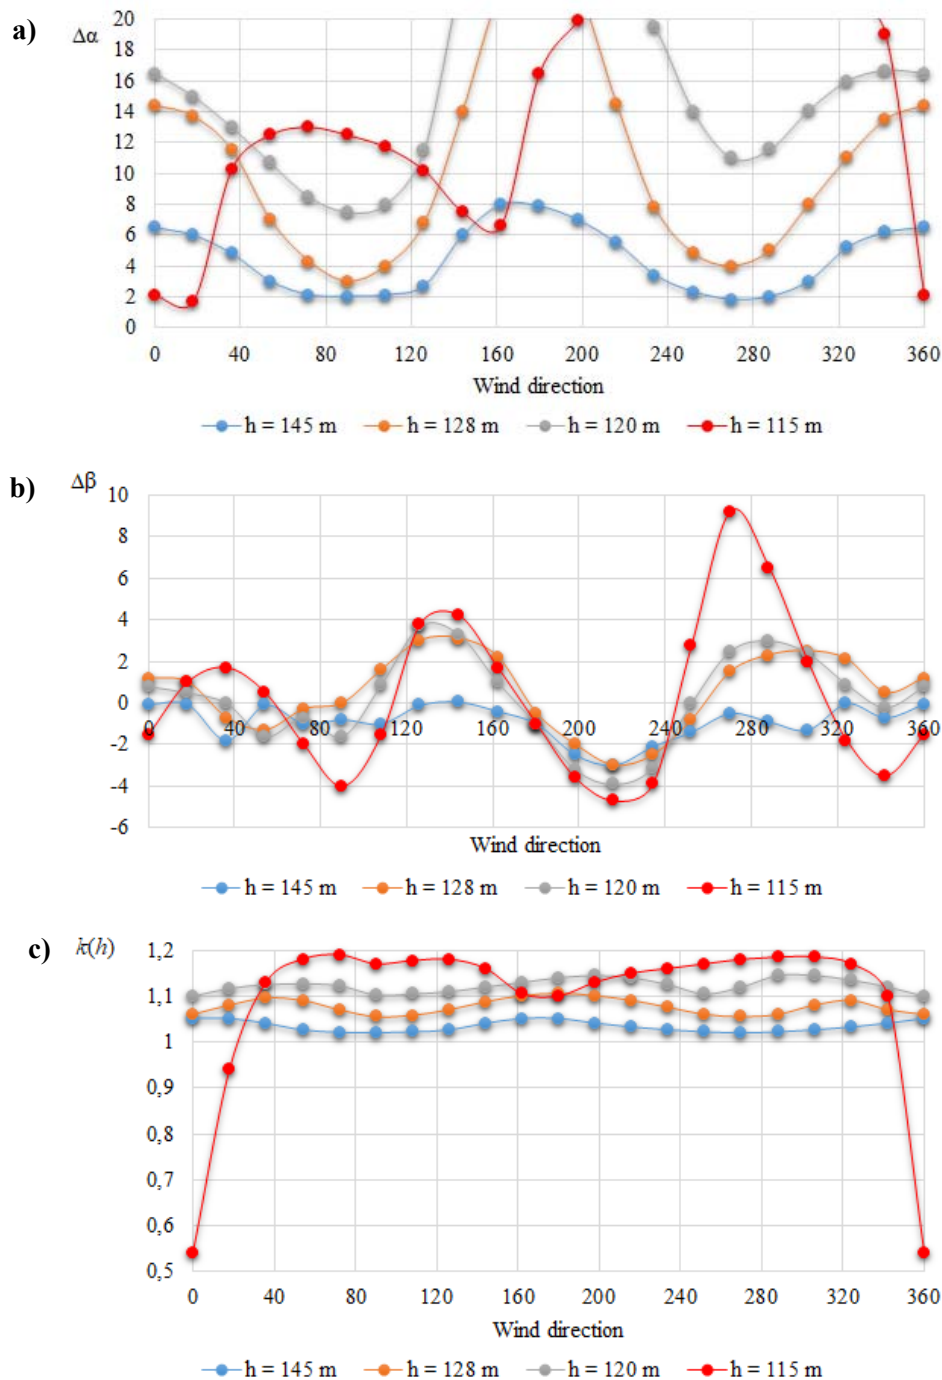 a)
Δα
20
18
16
14
12
10
8
6
4
2
0
0 40 80 120 160 200 240 280 320 360
Wind direction
h = 145 m h = 128 m h = 120 m h = 115 m
b)
Δβ
10
8
6
4
2
0
-2
-4
-6
0 40 80 120 160 200 240 280 320 360
Wind direction
h = 145 m h = 128 m h = 120 m h = 115 m
c)
k(h)
1,2
1,1
1
0,9
0,8
0,7
0,6
0,5
0 40 80 120 160 200 240 280 320 360
Wind direction
h = 145 m h = 128 m h = 120 m h = 115 m